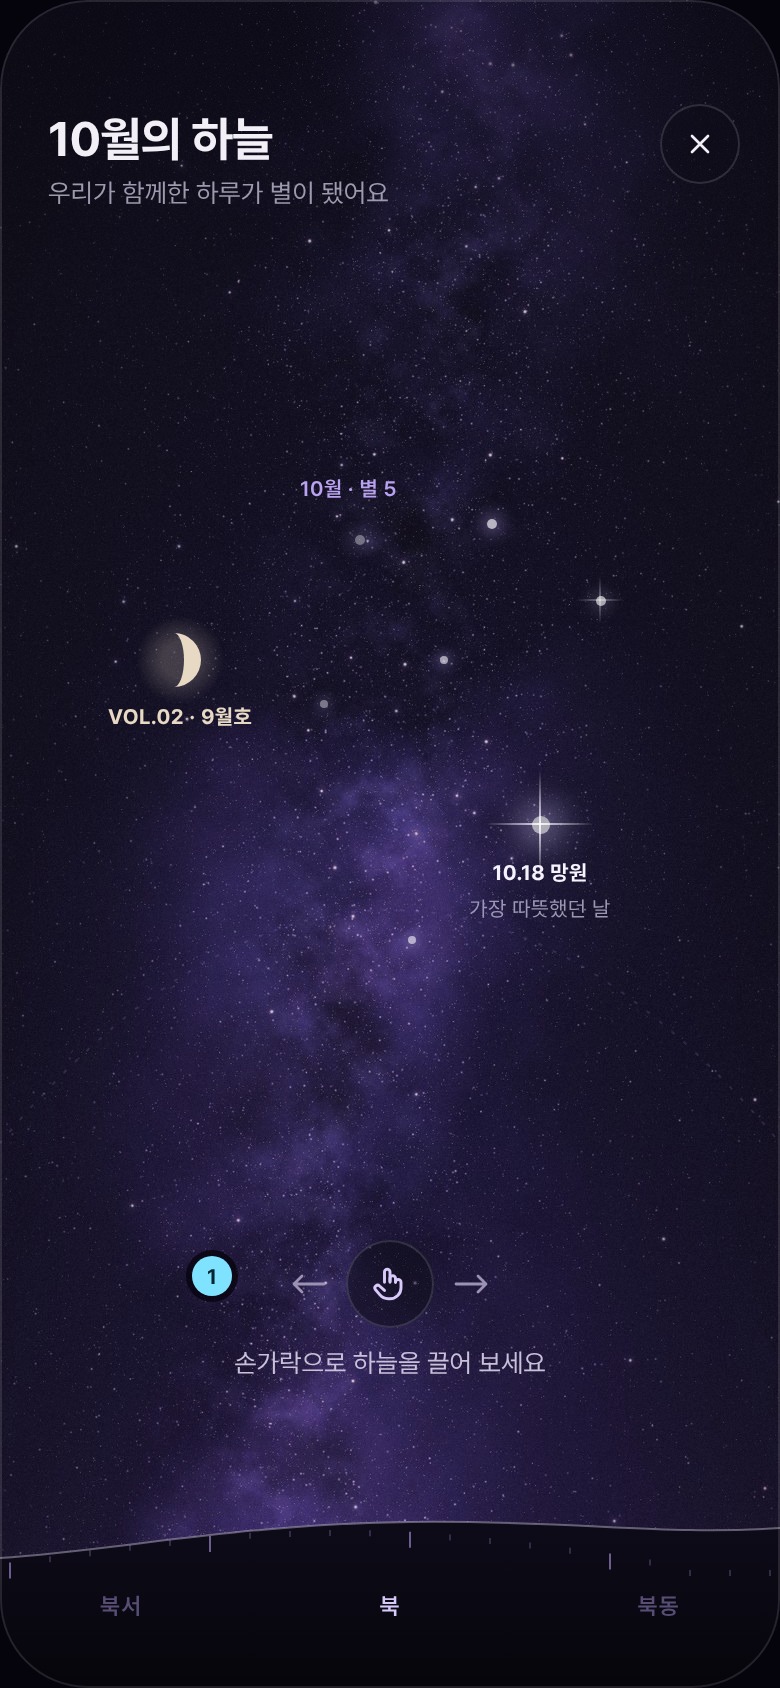 10월의 하늘
우리가 함께한 하루가 별이 됐어요
10월 · 별 5
VOL.02 · 9월호
10.18 망원
가장 따뜻했던 날
1
손가락으로 하늘을 끌어 보세요
북서
북
북동